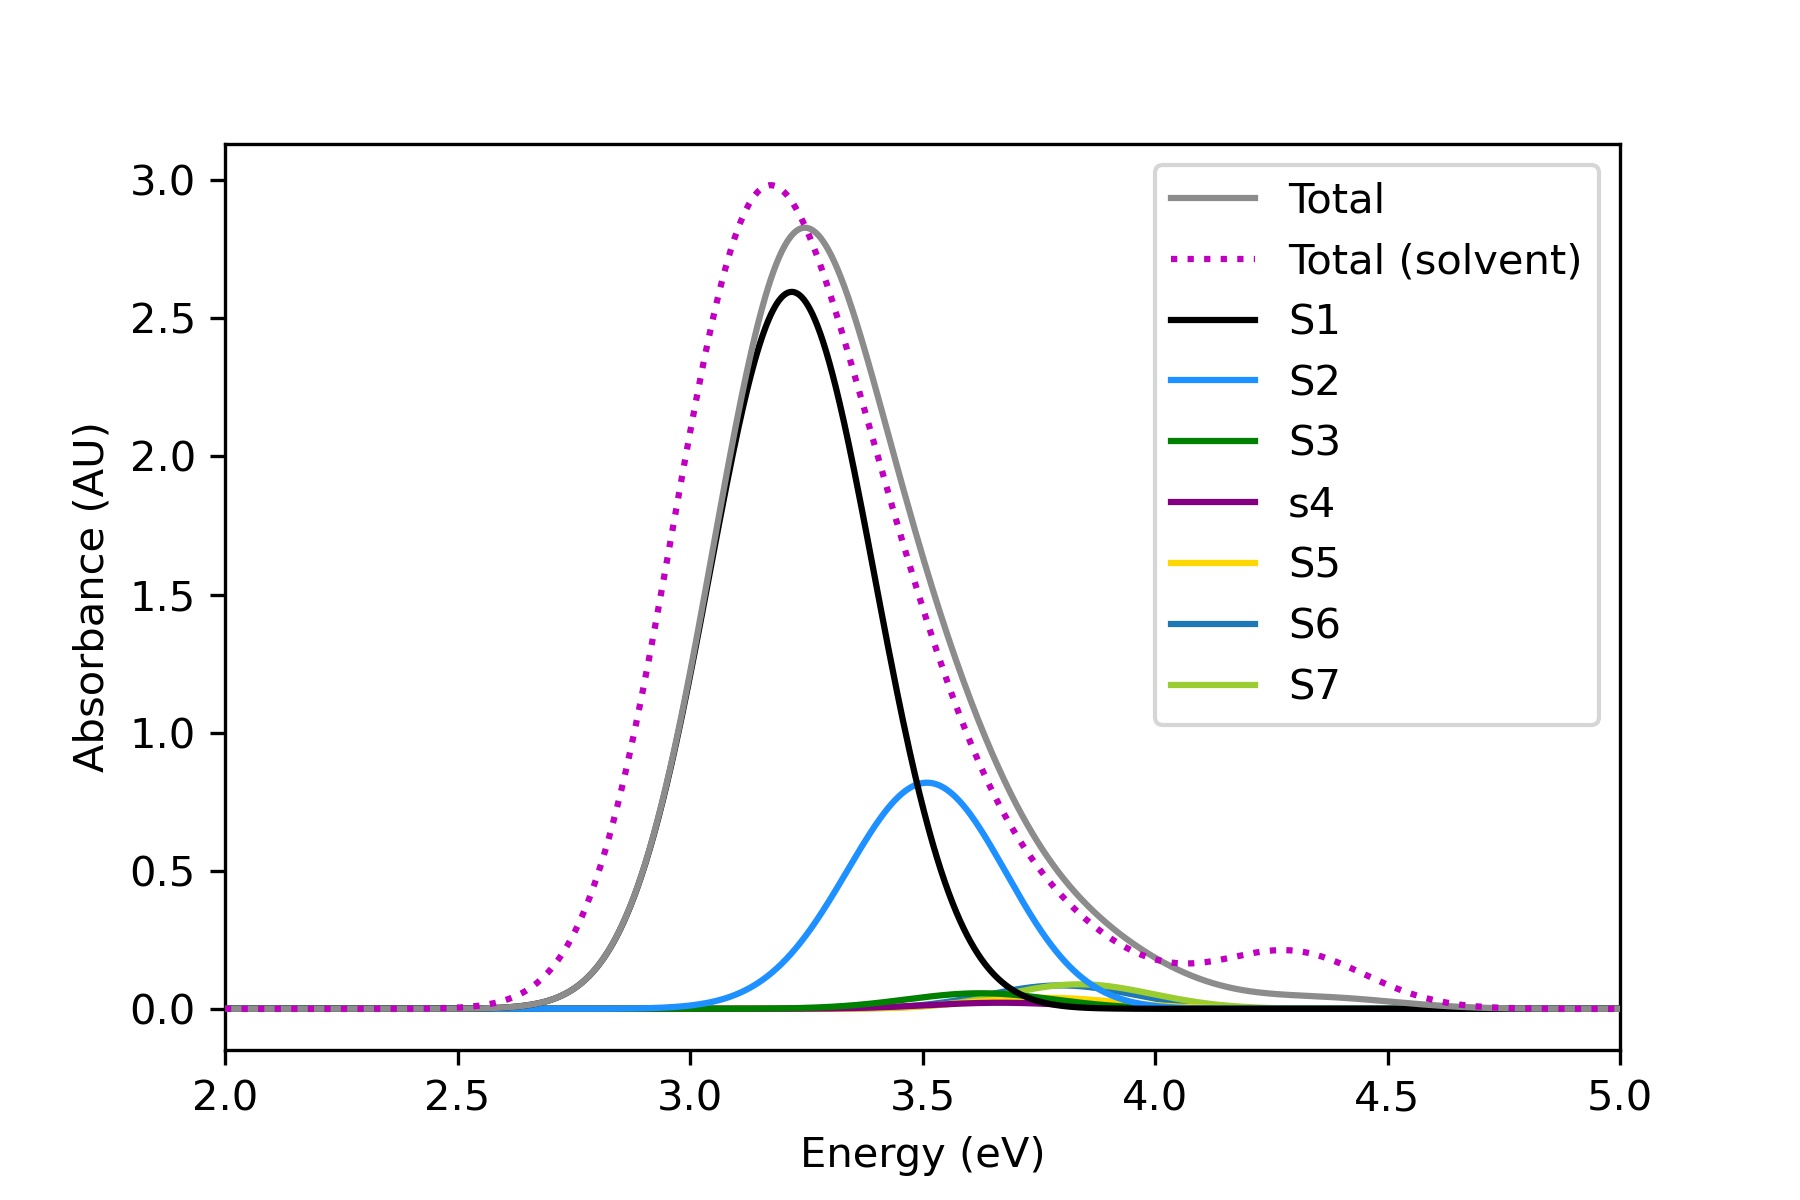 3.0
2.5
2.0
1.5
1.0
0.5
0.0
Absorbance (AU)
Total
Total (solvent)
S1
S2
S3
s4
S5
S6
S7
2.0 2.5 3.0 3.5 4.0 4.5 5.0
Energy (eV)